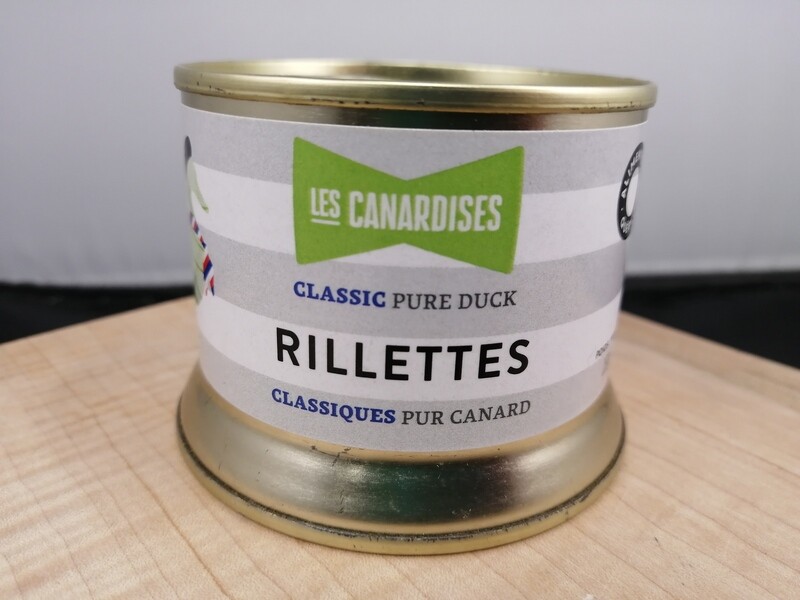 LES CANARDISES
CLASSIC PURE DUCK
RILLETTES
CLASSIQUES PUR CANARD